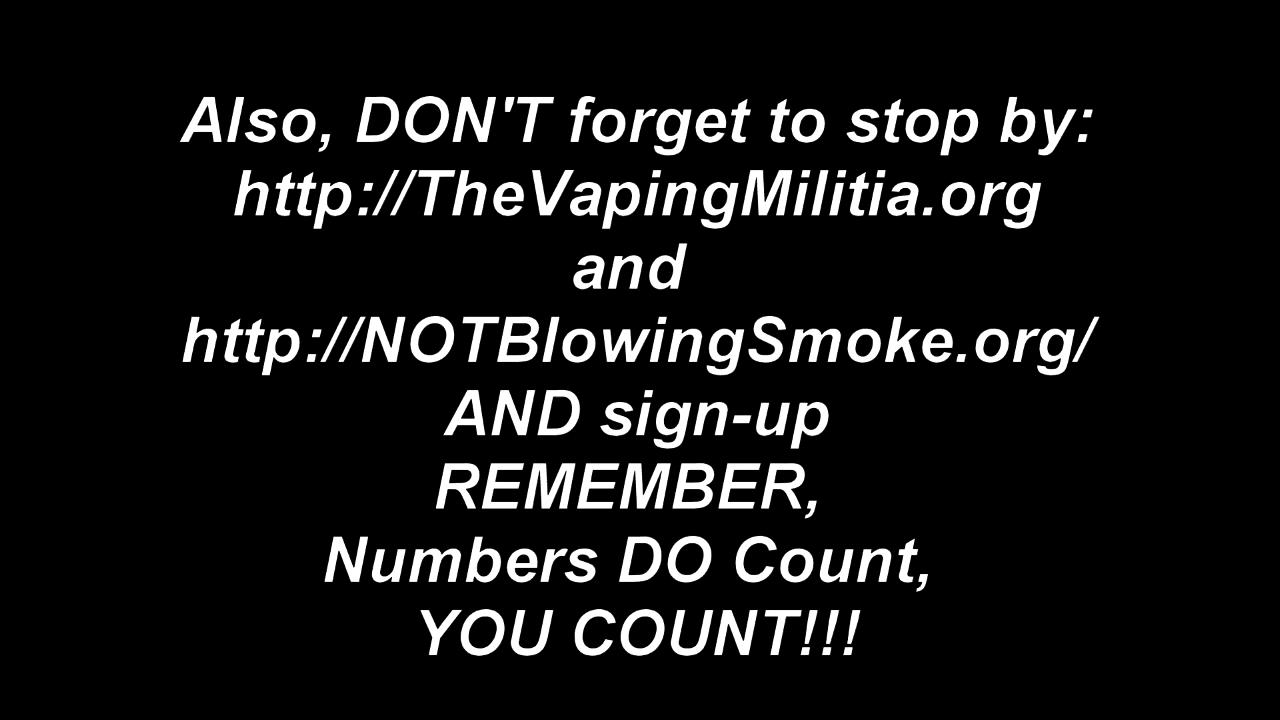 Also, DON'T forget to stop by:
http://TheVapingMilitia.org
and
http://NOTBlowingSmoke.org/
AND sign-up
REMEMBER,
Numbers DO Count,
YOU COUNT!!!